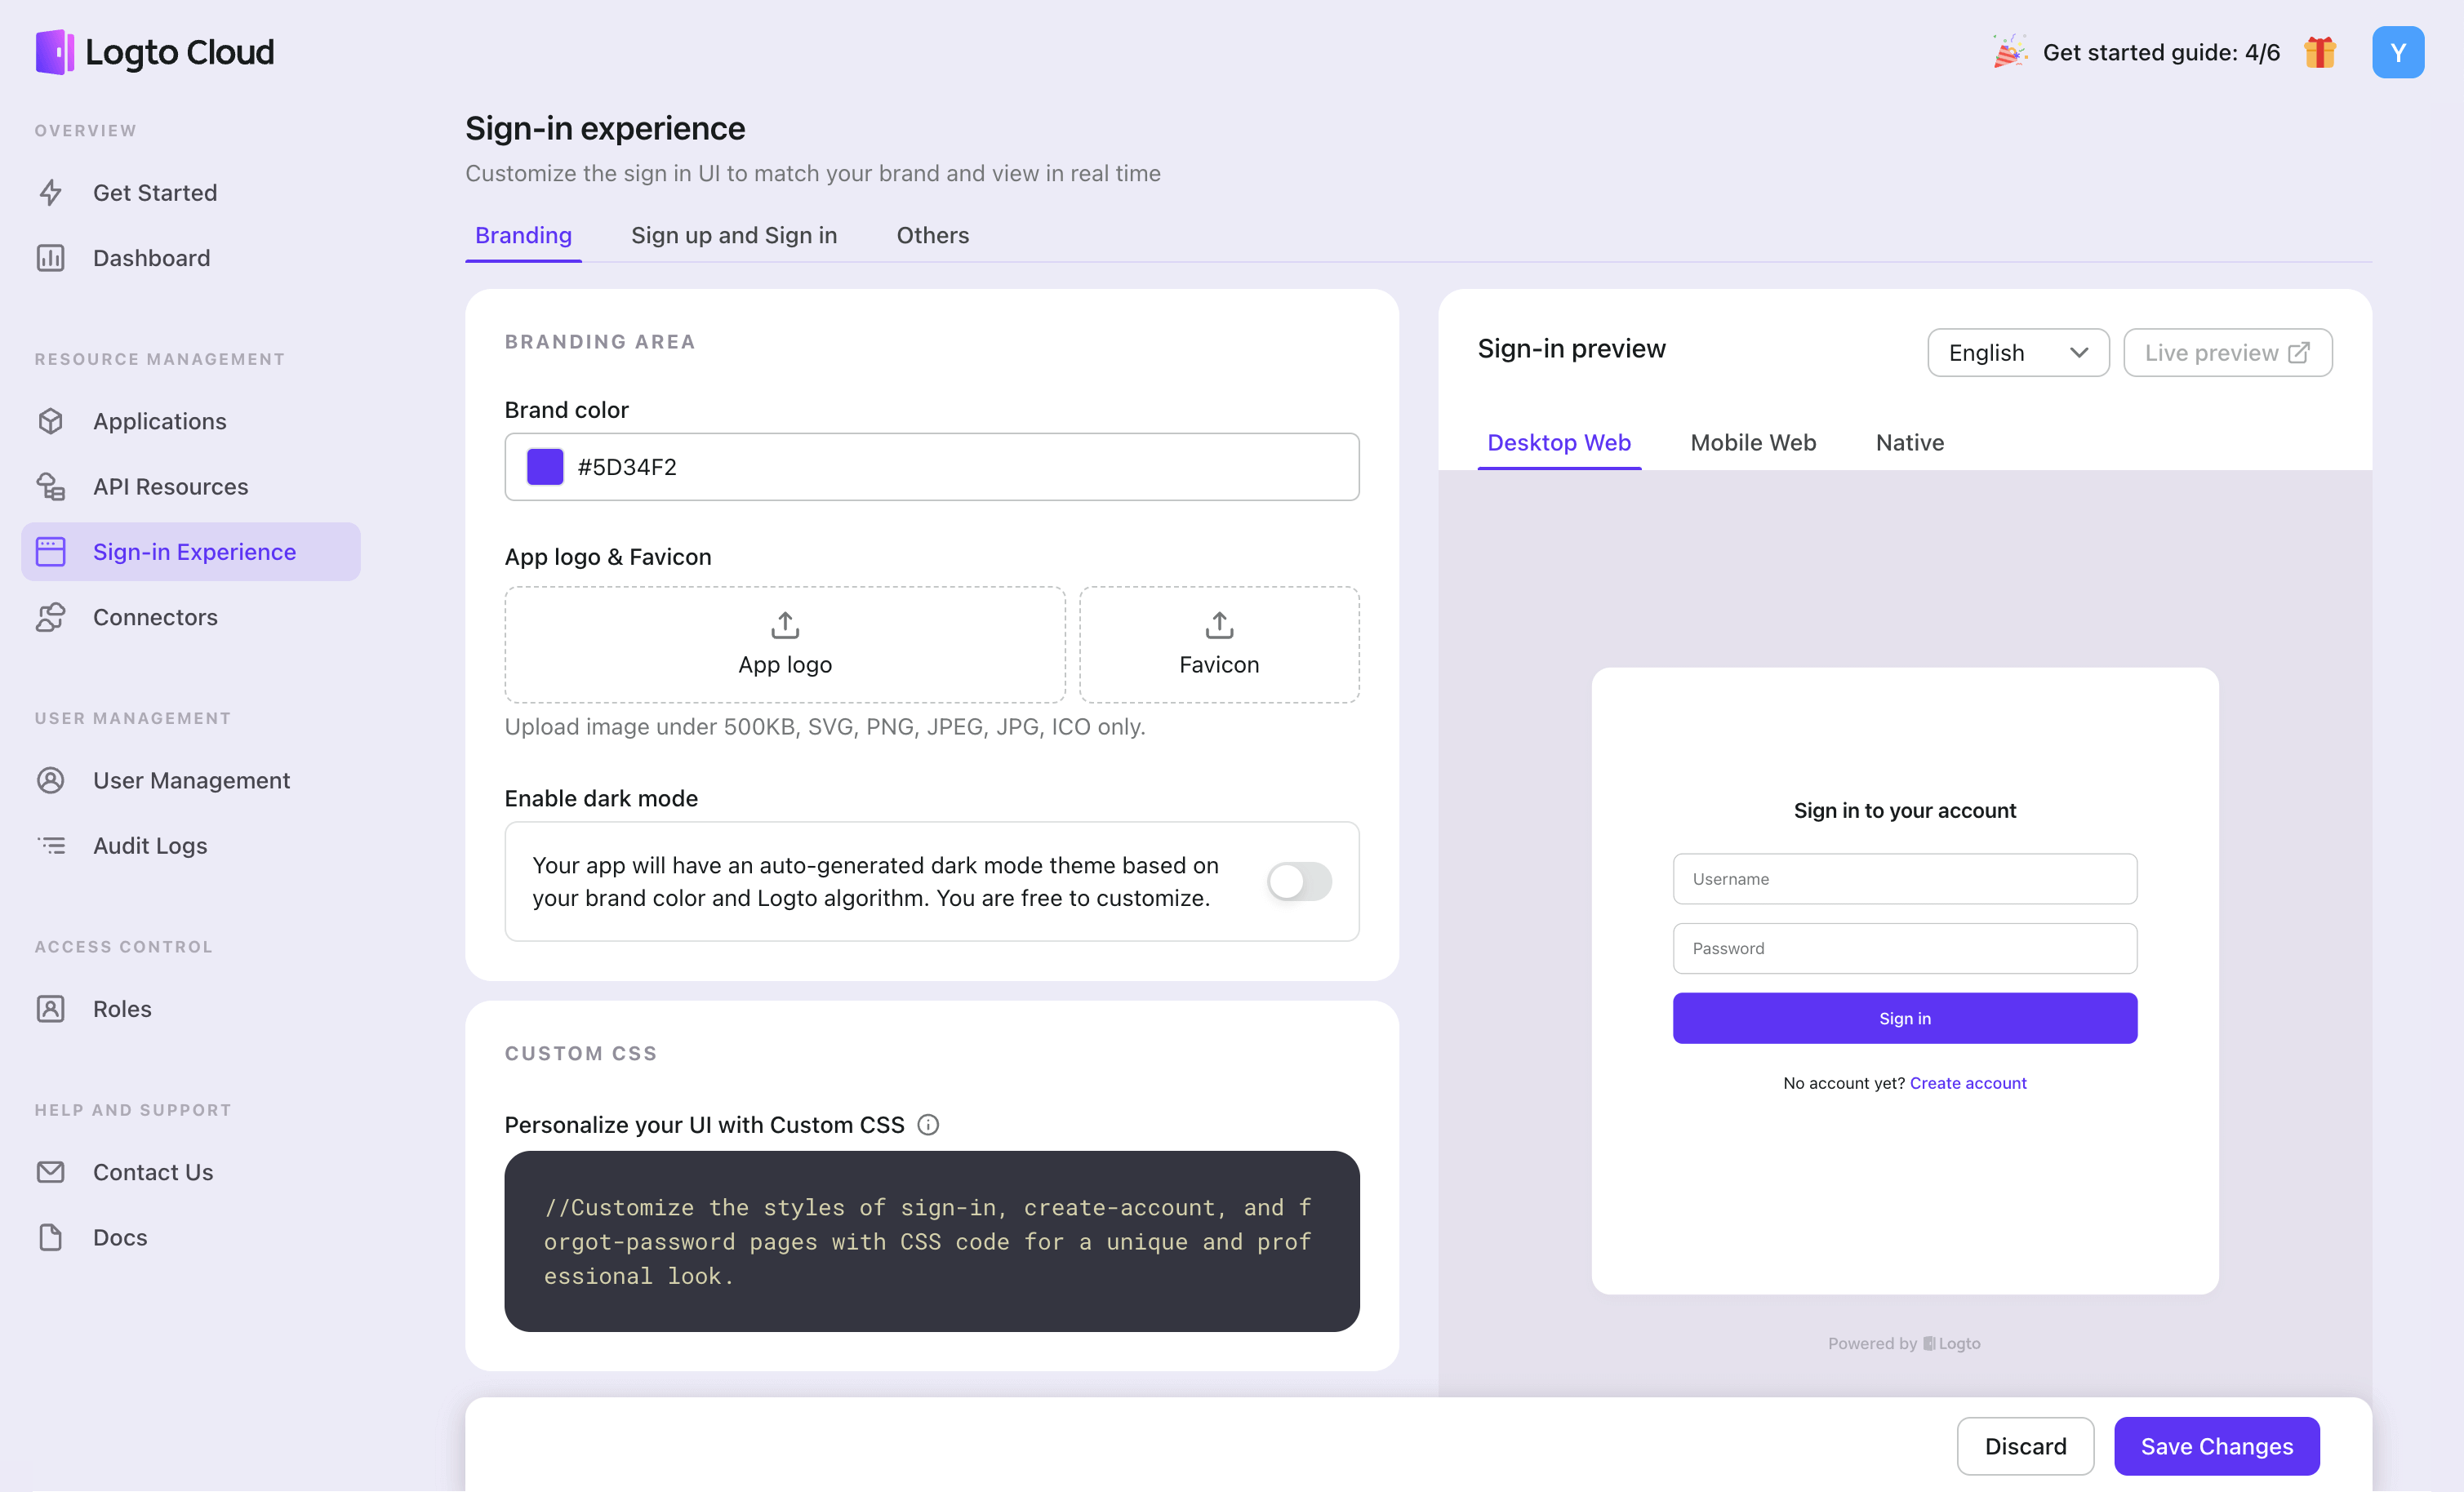 Logto Cloud
Get started guide: 4/6
Y
OVERVIEW
Get Started
Dashboard
RESOURCE MANAGEMENT
Applications
API Resources
Sign-in Experience
Connectors
USER MANAGEMENT
User Management
Audit Logs
ACCESS CONTROL
Roles
HELP AND SUPPORT
Contact Us
Docs
Sign-in experience
Customize the sign in UI to match your brand and view in real time
Branding Sign up and Sign in Others
BRANDING AREA
Brand color
#5D34F2
App logo & Favicon
App logo
Favicon
Upload image under 500KB, SVG, PNG, JPEG, JPG, ICO only.
Enable dark mode
Your app will have an auto-generated dark mode theme based on
your brand color and Logto algorithm. You are free to customize.
CUSTOM CSS
Personalize your UI with Custom CSS
//Customize the styles of sign-in, create-account, and f
orgot-password pages with CSS code for a unique and prof
essional look.
Sign-in preview
English
Live preview
Desktop Web Mobile Web Native
Sign in to your account
Username
Password
Sign in
No account yet? Create account
Powered by Logto
Discard
Save Changes